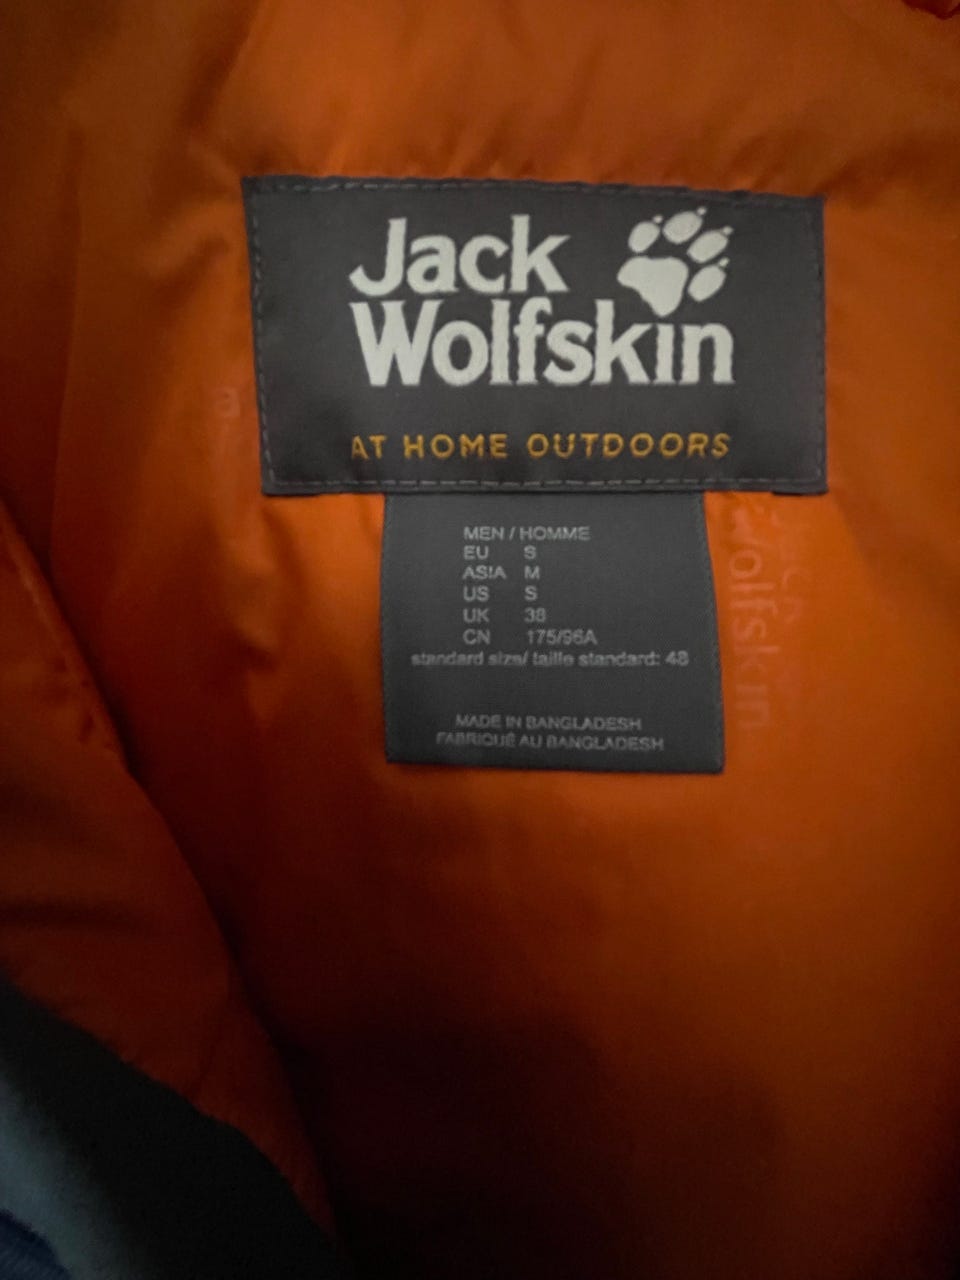 Jack
Wolfskin
AT HOME OUTDOORS
MEN / HOMME
EU S
ASIA M
US S
UK 38
CN 175/96A
standard size/ taille standard: 48
MADE IN BANGLADESH
FABRIQUÉ AU BANGLADESH
Wolfskin